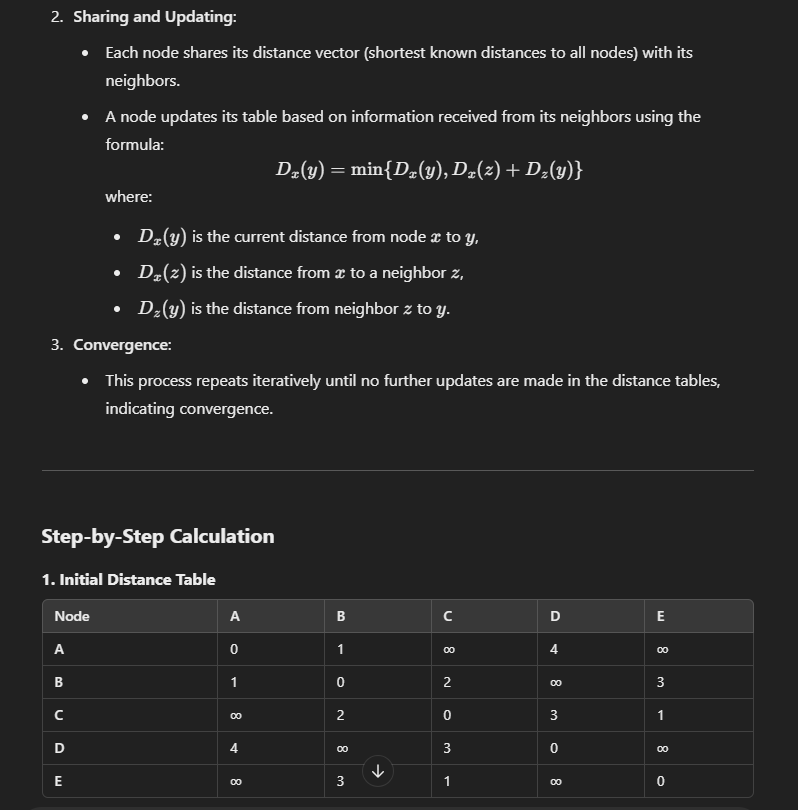 2. Sharing and Updating:
• Each node shares its distance vector (shortest known distances to all nodes) with its
neighbors.
• A node updates its table based on information received from its neighbors using the
formula:
Dₓ(y) = min{Dₓ(y), Dₓ(z) + D_z(y)}
where:
• Dₓ(y) is the current distance from node x to y,
• Dₓ(z) is the distance from x to a neighbor z,
• D_z(y) is the distance from neighbor z to y.
3. Convergence:
• This process repeats iteratively until no further updates are made in the distance tables,
indicating convergence.
Step-by-Step Calculation
1. Initial Distance Table
Node A B C D E
A 0 1 ∞ 4 ∞
B 1 0 2 ∞ 3
C ∞ 2 0 3 1
D 4 ∞ 3 0 ∞
E ∞ 3 1 ∞ 0